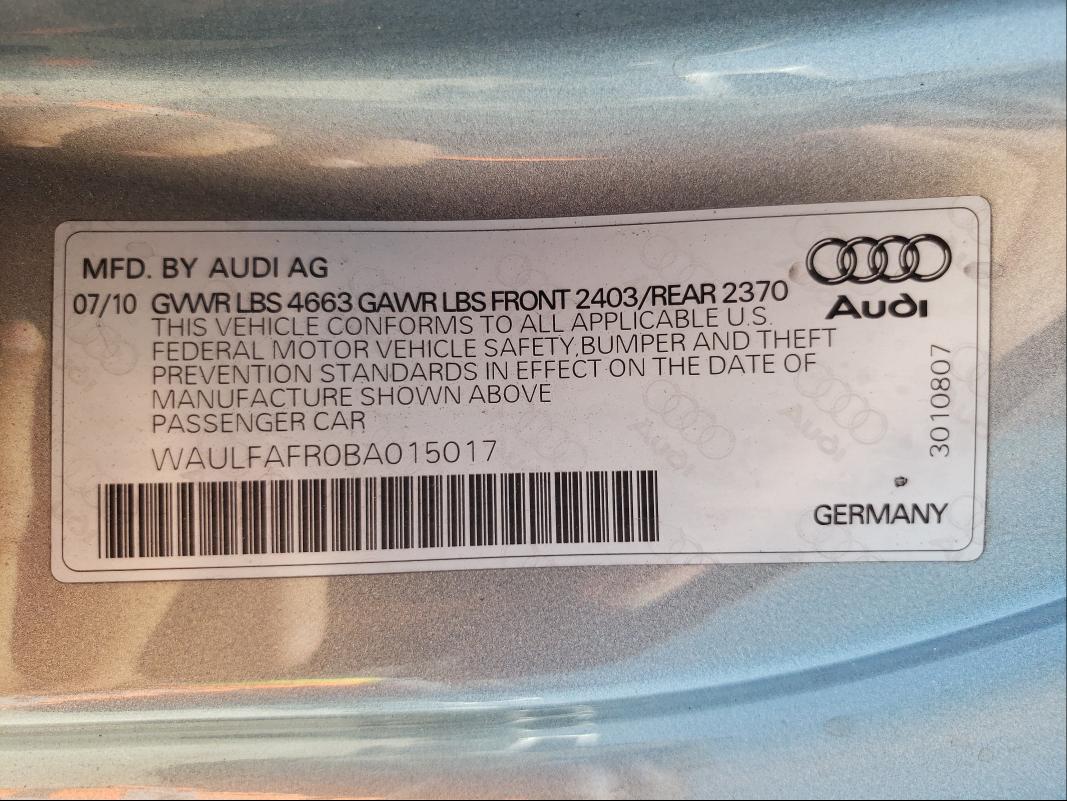 MFD. BY AUDI AG
07/10 GVWR LBS 4663 GAWR LBS FRONT 2403/REAR 2370
THIS VEHICLE CONFORMS TO ALL APPLICABLE U.S.
FEDERAL MOTOR VEHICLE SAFETY,BUMPER AND THEFT
PREVENTION STANDARDS IN EFFECT ON THE DATE OF
MANUFACTURE SHOWN ABOVE
PASSENGER CAR
WAULFAFR0BA015017
Audi
3010807
GERMANY